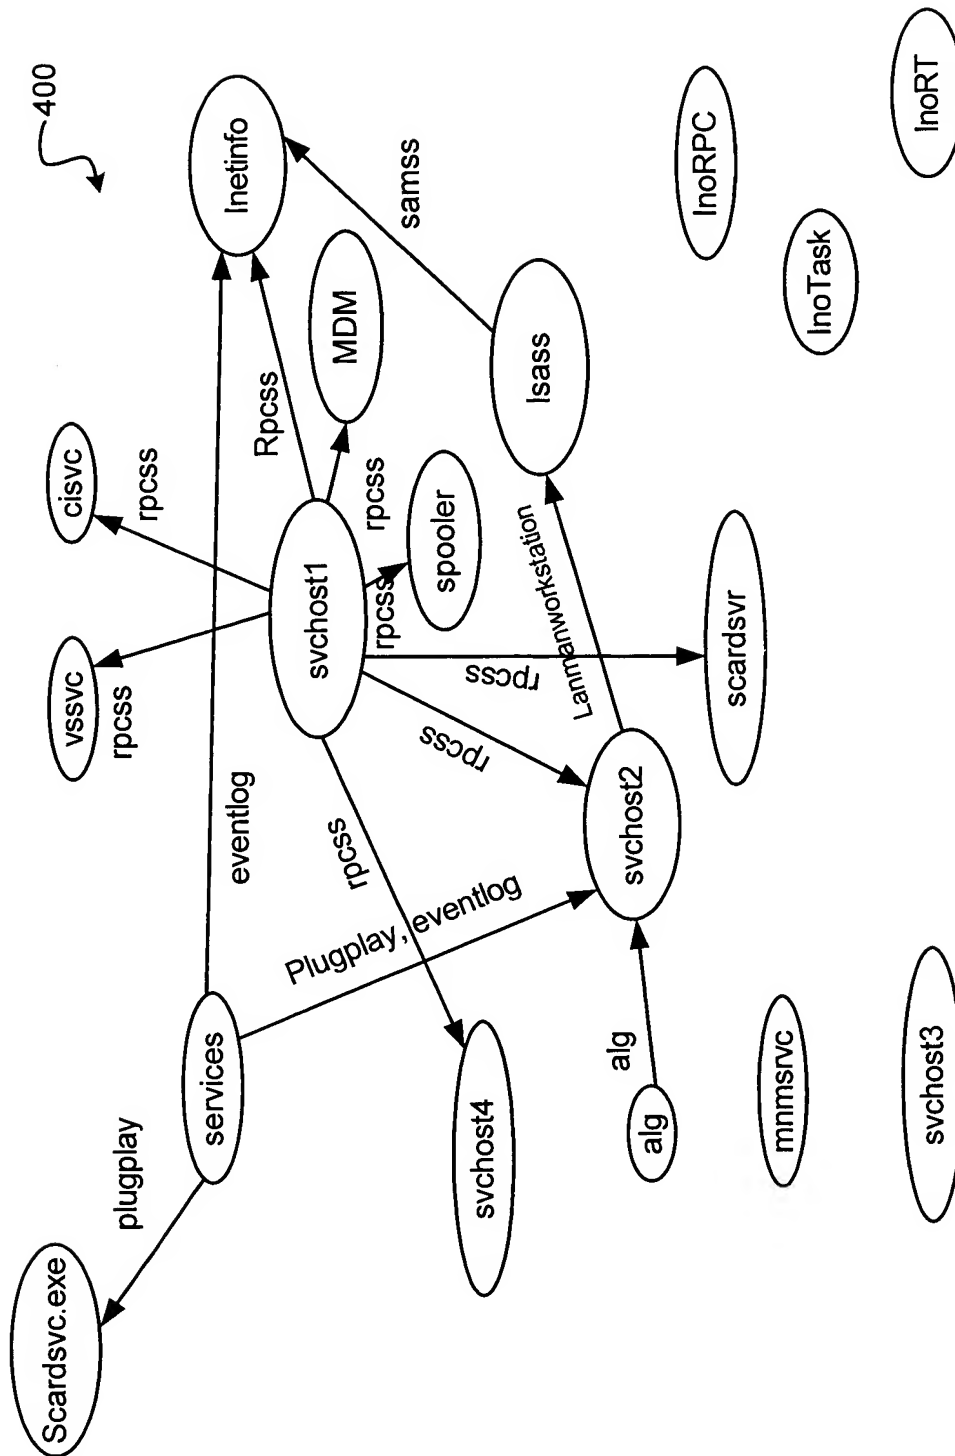 400
Scardsvc.exe
plugplay
services
vssvc
rpcss
cisvc
rpcss
eventlog
Inetinfo
Rpcss
svchost1
MDM
rpcss
rpcss
spooler
samss
rpcss
rpcss
rpcss
Plugplay, eventlog
svchost4
Lanmanworkstation
lsass
svchost2
alg
alg
scardsvr
InoRPC
mnmsrvc
InoTask
svchost3
InoRT